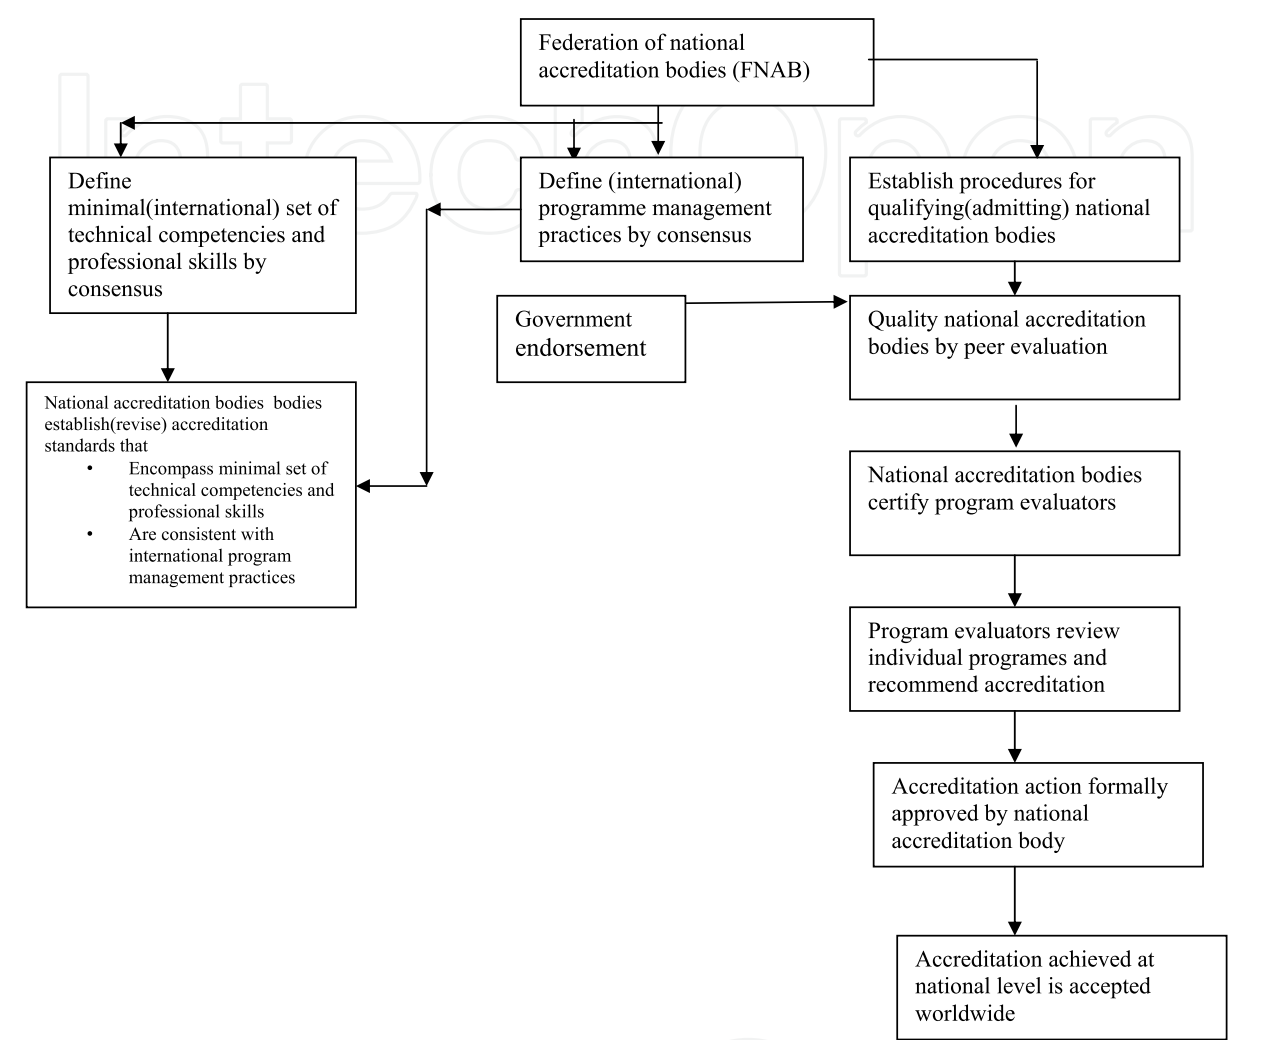 Federation of national
accreditation bodies (FNAB)
Define
minimal(international) set of
technical competencies and
professional skills by
consensus
Define (international)
programme management
practices by consensus
Establish procedures for
qualifying(admitting) national
accreditation bodies
Government
endorsement
Quality national accreditation
bodies by peer evaluation
National accreditation bodies  bodies
establish(revise) accreditation
standards that
• Encompass minimal set of
technical competencies and
professional skills
• Are consistent with
international program
management practices
National accreditation bodies
certify program evaluators
Program evaluators review
individual programes and
recommend accreditation
Accreditation action formally
approved by national
accreditation body
Accreditation achieved at
national level is accepted
worldwide
IntechOpen